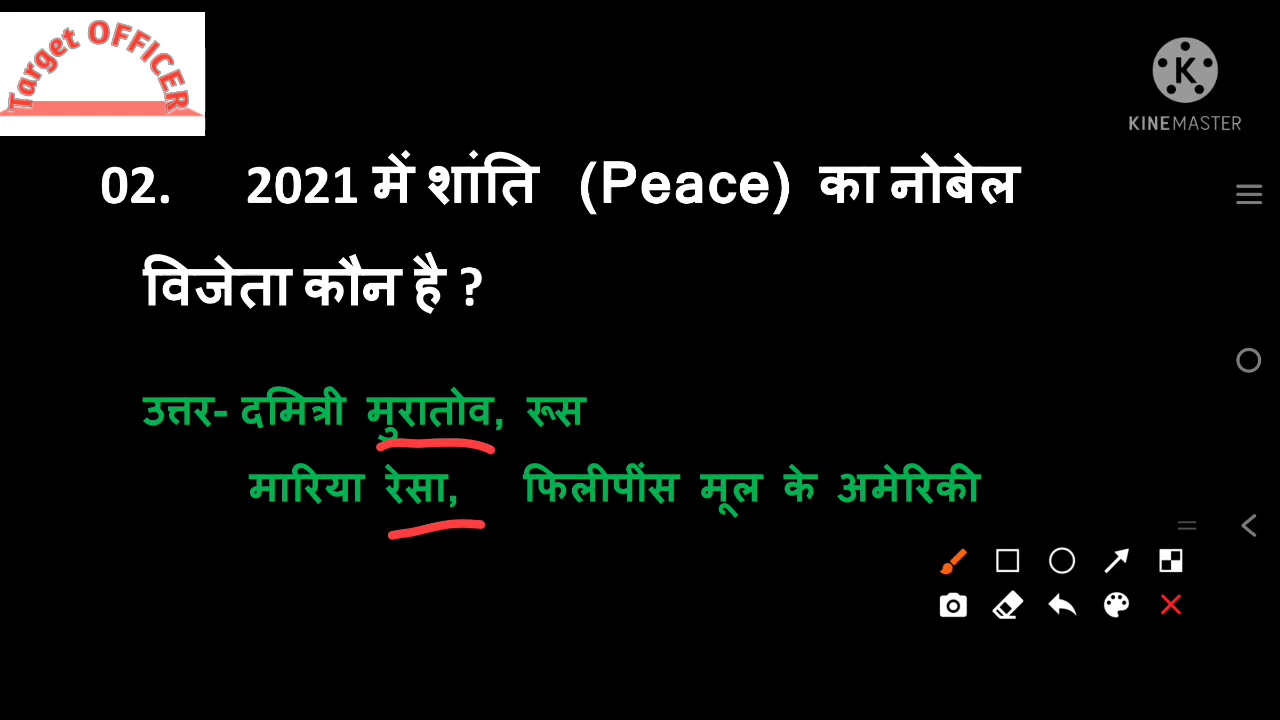 Target OFFICER
K
KINEMASTER
02. 2021 में शांति (Peace) का नोबेल
विजेता कौन है ?
उत्तर- दमित्री मुरातोव, रूस
मारिया रेसा, फिलीपींस मूल के अमेरिकी